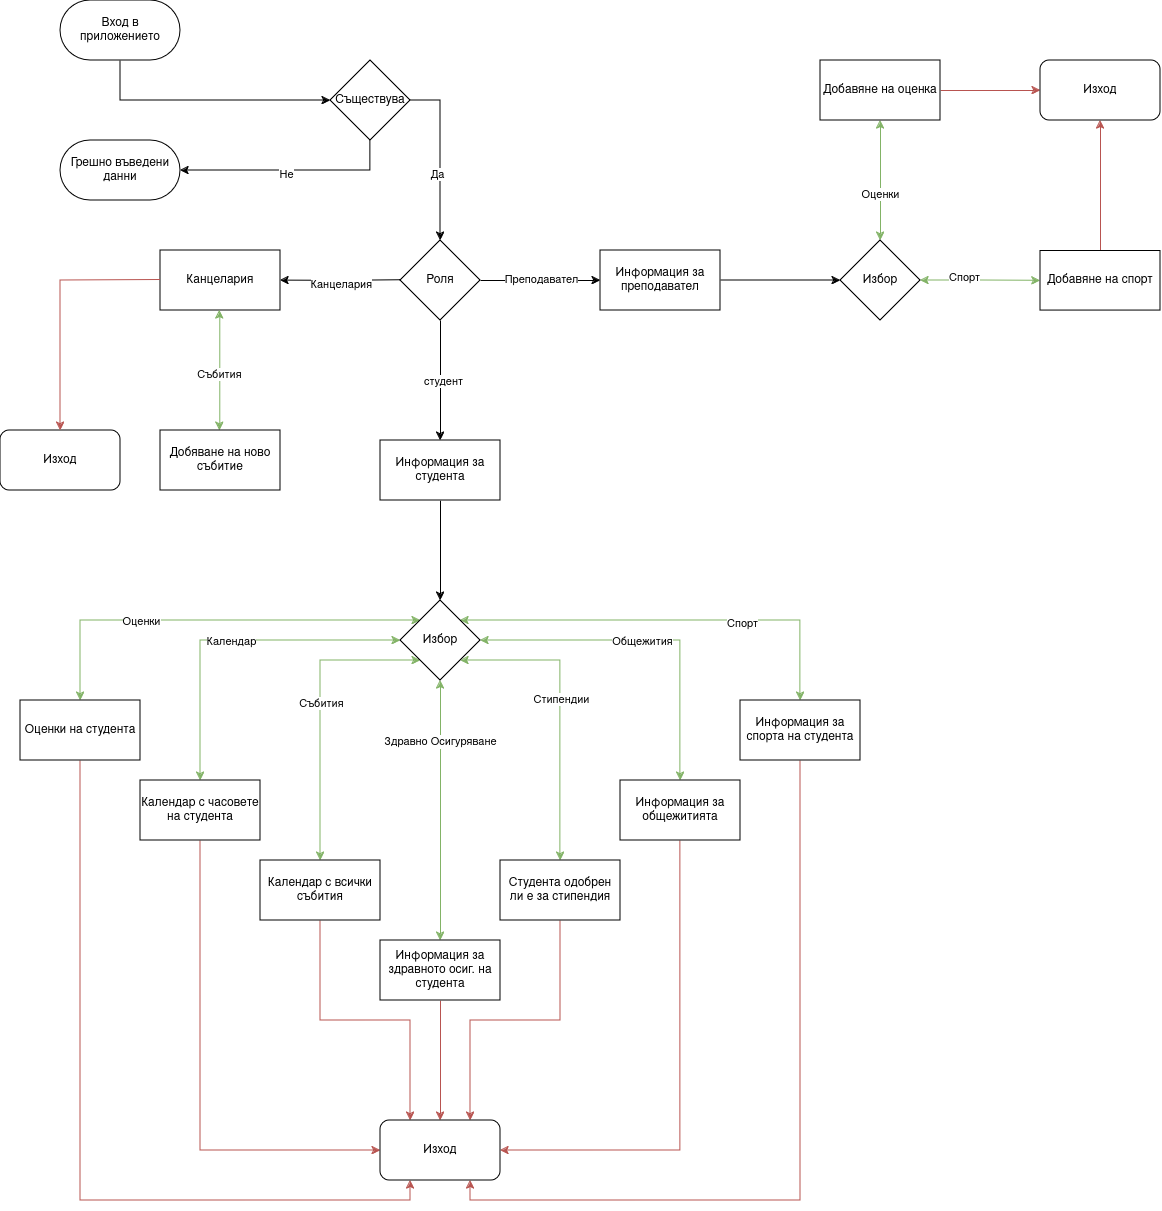 Вход в
приложението
Съществува
Грешно въведени
данни
Не
Да
Добавяне на оценка
Изход
Оценки
Канцелария
Канцелария
Роля
Преподавател
Информация за
преподавател
Избор
Спорт
Добавяне на спорт
Събития
студент
Изход
Добяване на ново
събитие
Информация за
студента
Оценки
Календар
Избор
Общежития
Спорт
Събития
Стипендии
Здравно Осигуряване
Оценки на студента
Информация за
спорта на студента
Календар с часовете
на студента
Информация за
общежитията
Календар с всички
събития
Студента одобрен
ли е за стипендия
Информация за
здравното осиг. на
студента
Изход